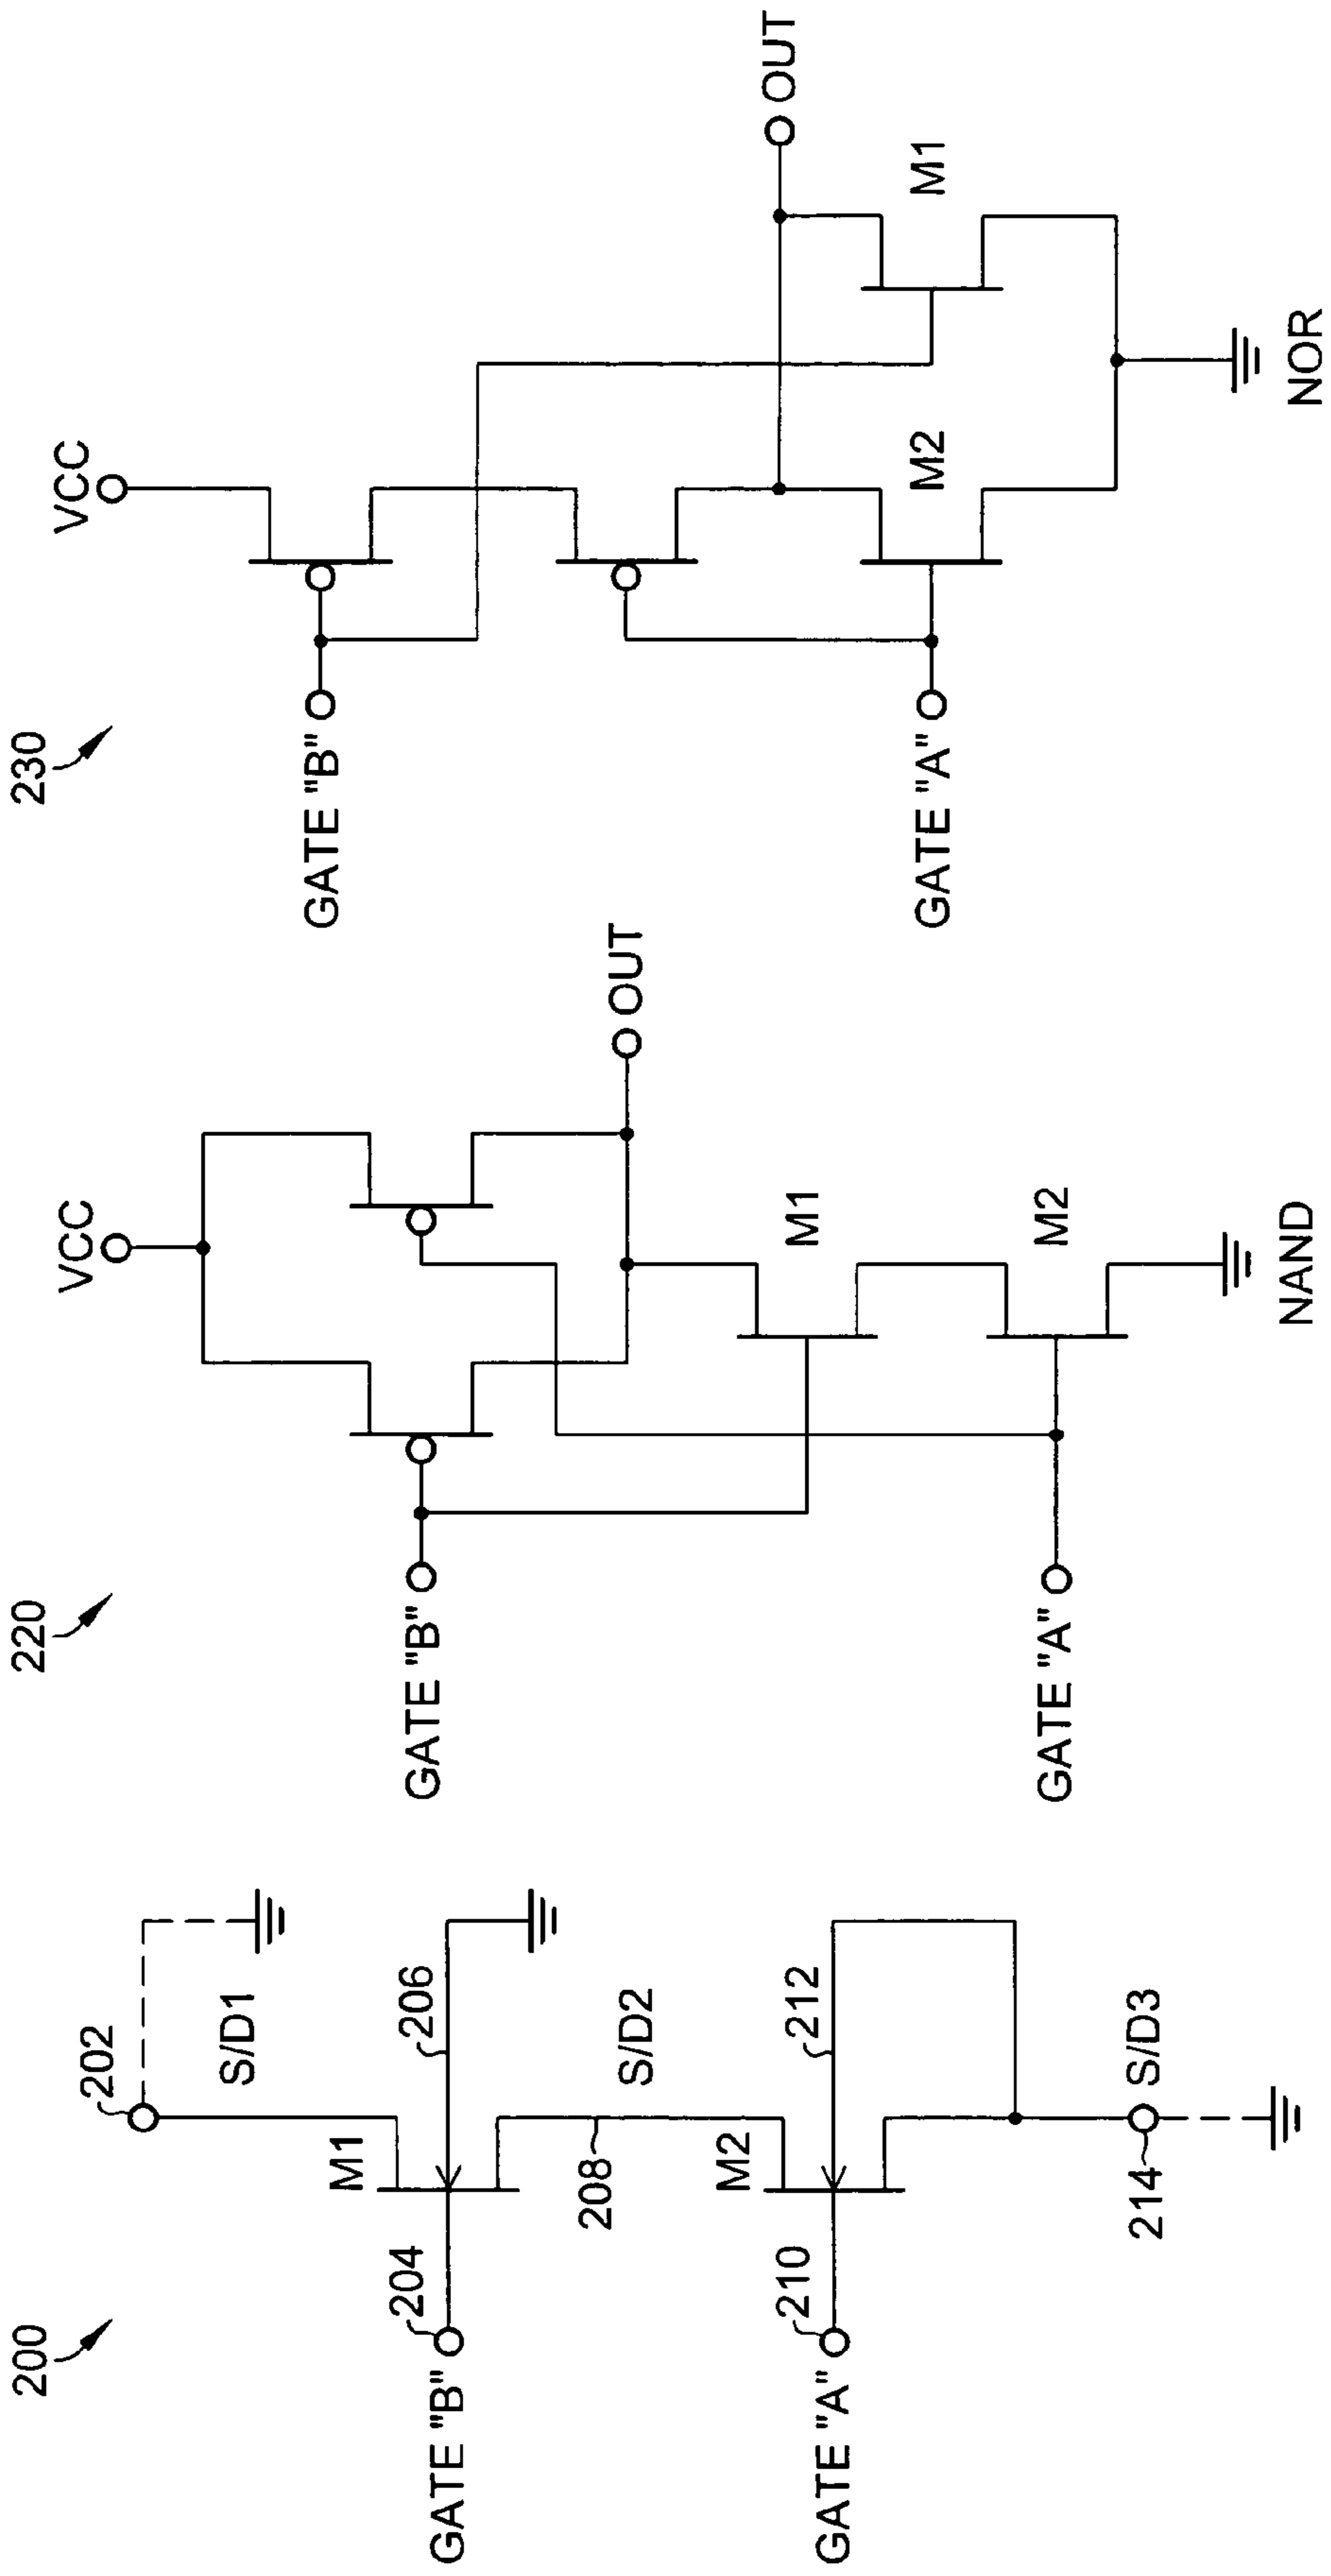 200
202
S/D1
M1
204
GATE "B"
206
208
S/D2
M2
210
GATE "A"
212
214
S/D3
220
VCC
GATE "B"
OUT
M1
M2
GATE "A"
NAND
230
VCC
GATE "B"
OUT
M2
M1
GATE "A"
NOR